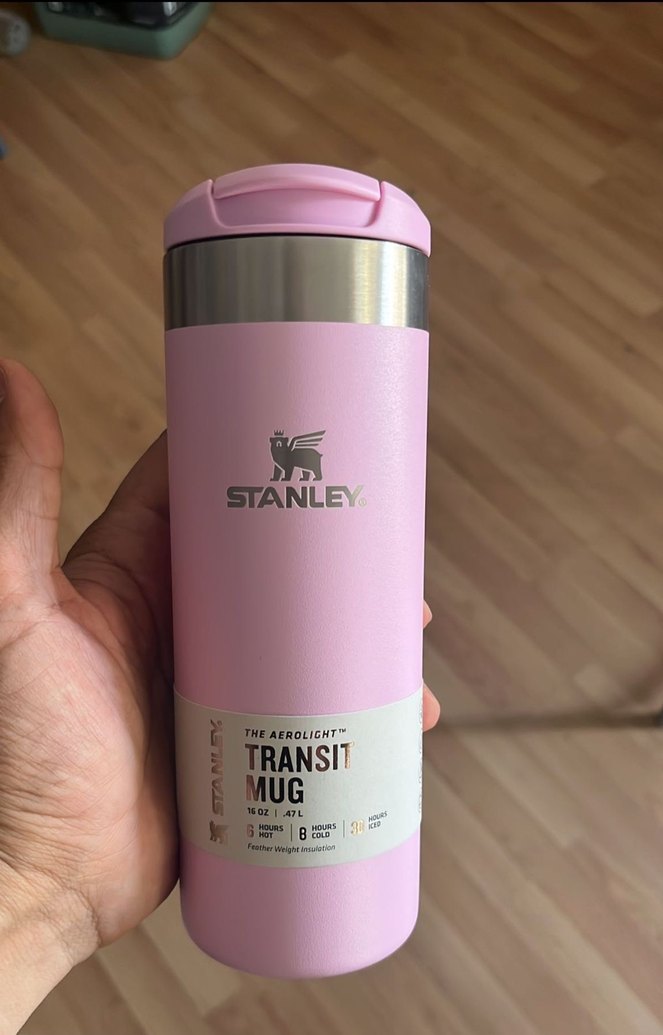 STANLEY®
STANLEY
THE AEROLIGHT™
TRANSIT
MUG
16 OZ | .47 L
6 HOURS HOT | 8 HOURS COLD | HOURS ICED
Feather Weight Insulation